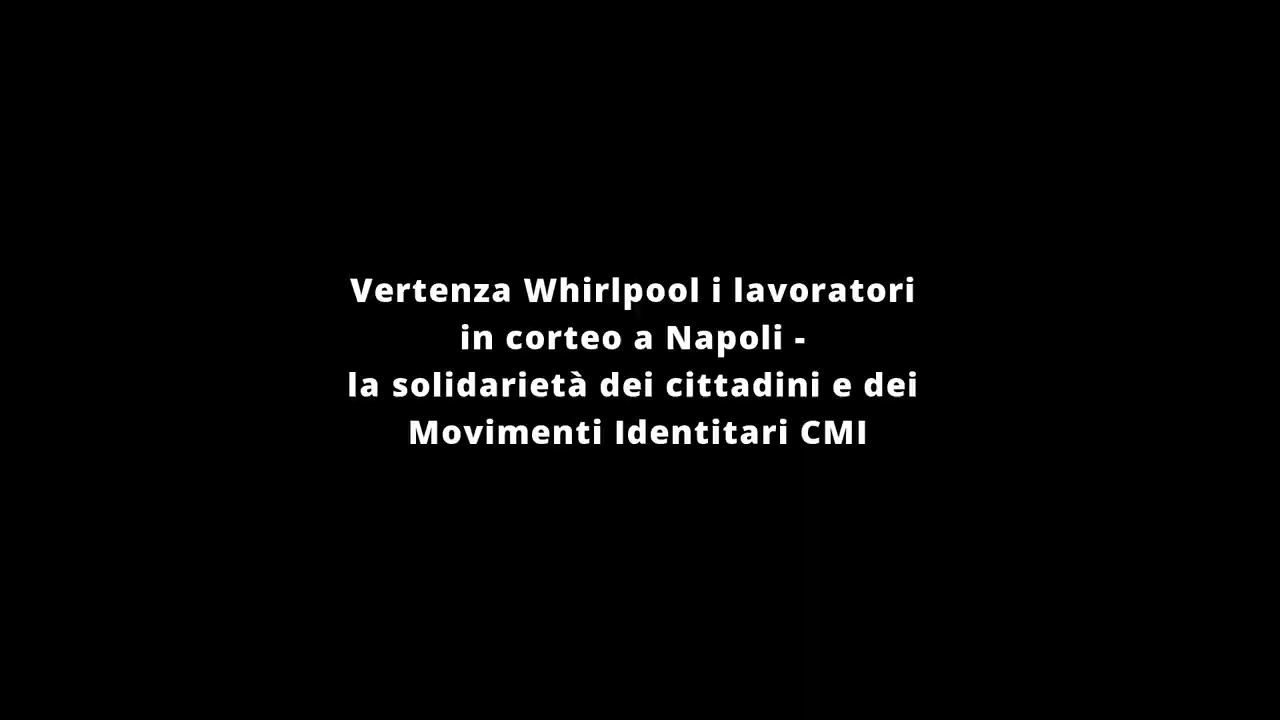 Vertenza Whirlpool i lavoratori
in corteo a Napoli -
la solidarietà dei cittadini e dei
Movimenti Identitari CMI